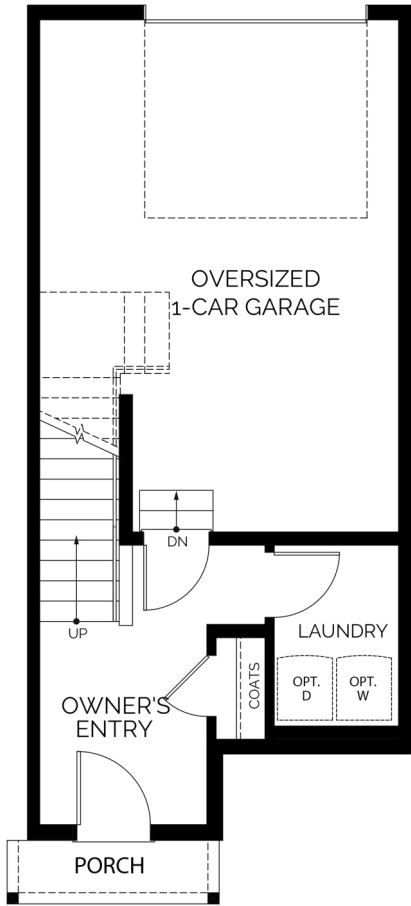 OVERSIZED
1-CAR GARAGE
DN
UP
LAUNDRY
OPT.
D
OPT.
W
COATS
OWNER'S
ENTRY
PORCH